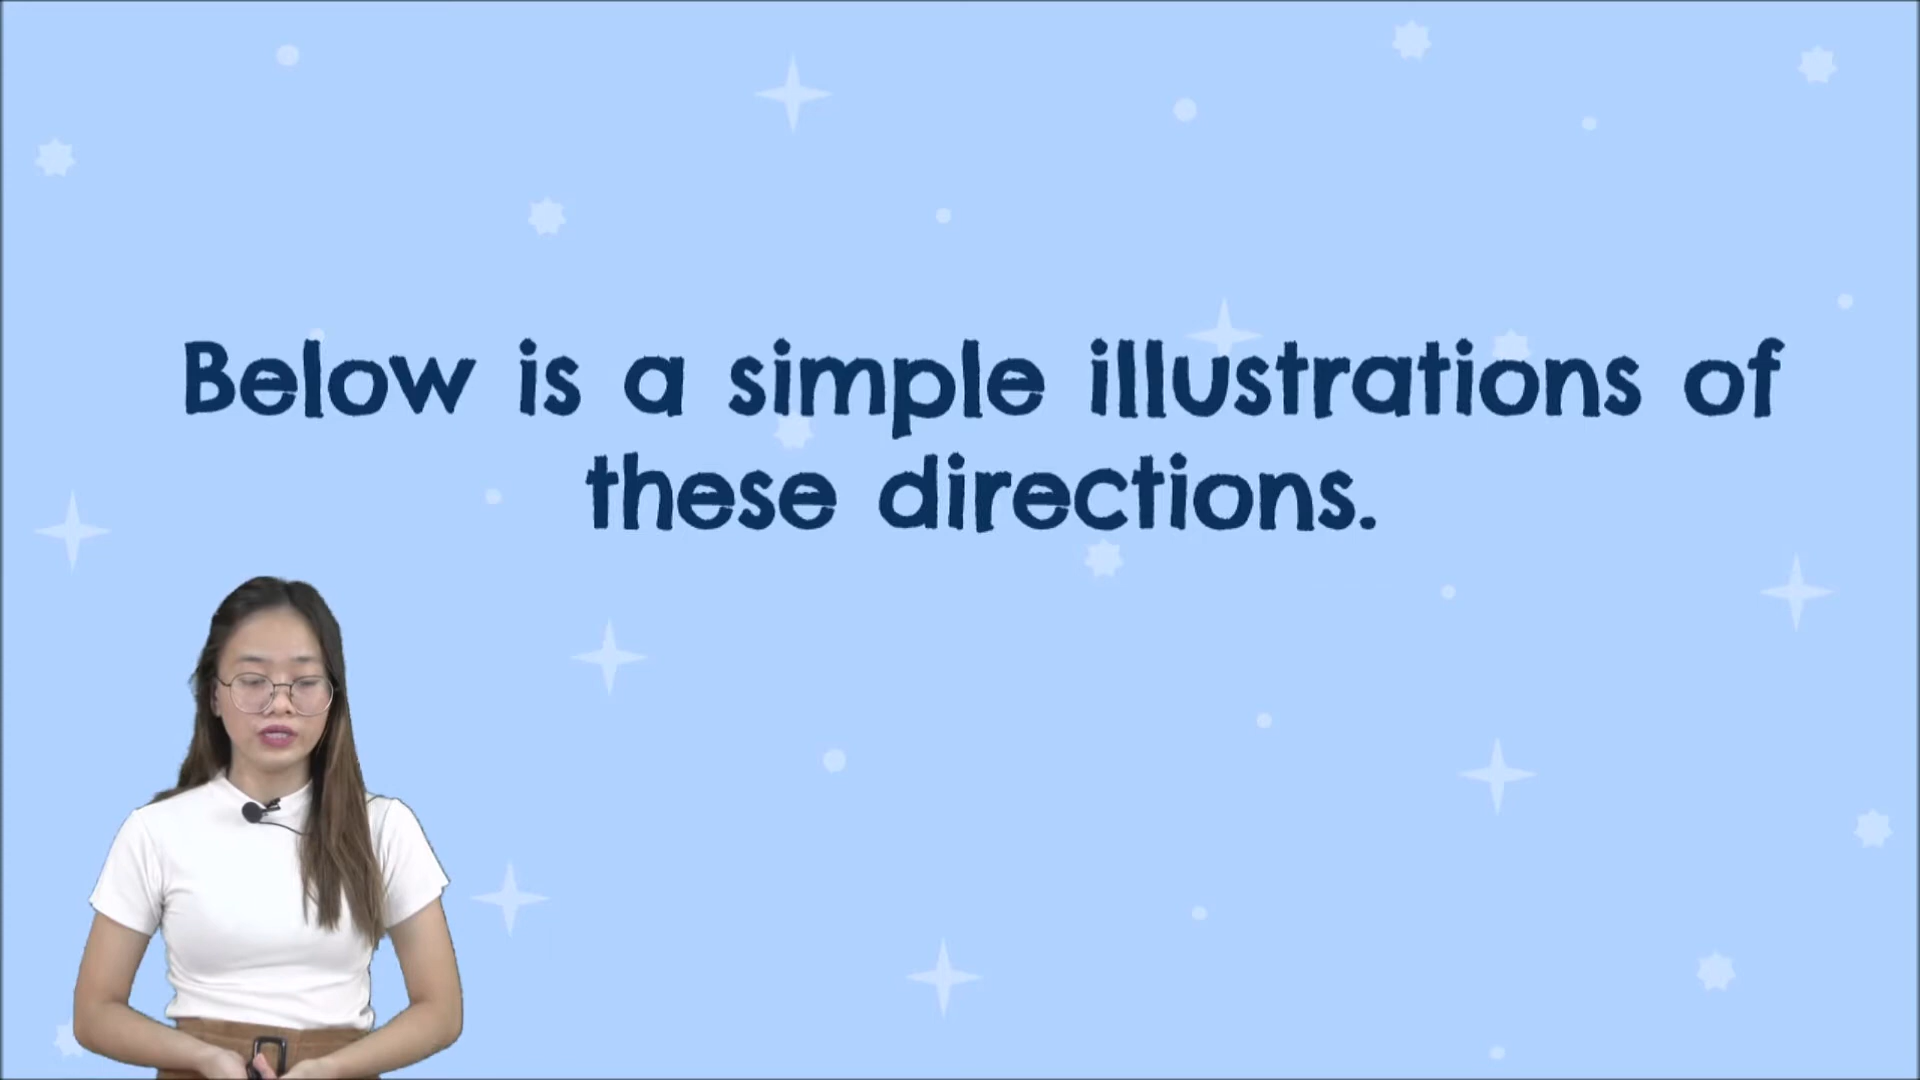 Below is a simple illustrations of
these directions.